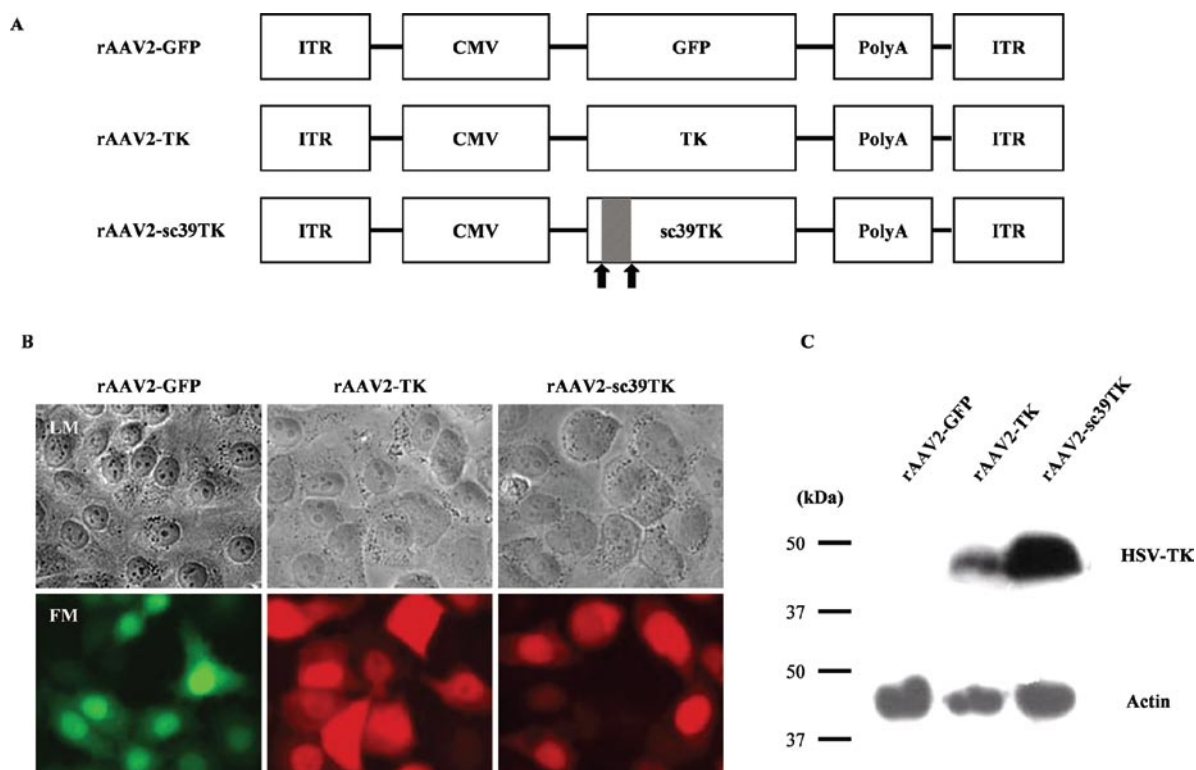 A
rAAV2-GFP ITR CMV GFP PolyA ITR
rAAV2-TK ITR CMV TK PolyA ITR
rAAV2-sc39TK ITR CMV sc39TK PolyA ITR
B
rAAV2-GFP rAAV2-TK rAAV2-sc39TK
LM
FM
C
rAAV2-GFP
rAAV2-TK
rAAV2-sc39TK
(kDa)
50
HSV-TK
37
50
Actin
37